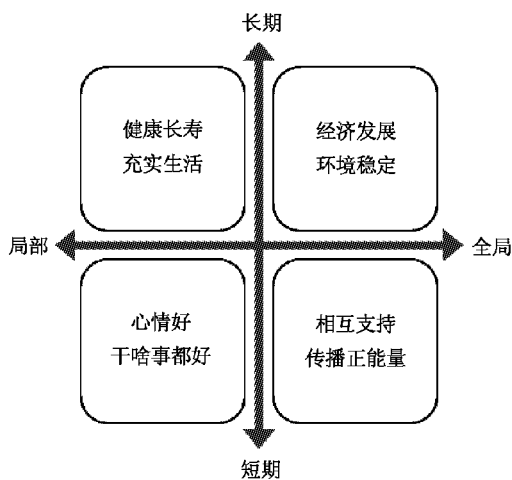 长期
健康长寿
充实生活
经济发展
环境稳定
局部
全局
心情好
干啥事都好
相互支持
传播正能量
短期